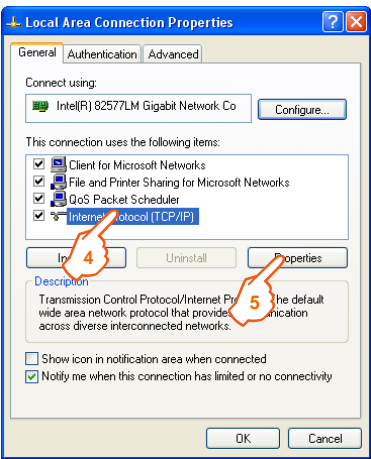 Local Area Connection Properties
General Authentication Advanced
Connect using:
Intel(R) 82577LM Gigabit Network Co
Configure...
This connection uses the following items:
Client for Microsoft Networks
File and Printer Sharing for Microsoft Networks
QoS Packet Scheduler
Internet Protocol (TCP/IP)
4
Uninstall
Properties
5
Description
Transmission Control Protocol/Internet The default
wide area network protocol that provides
across diverse interconnected networks.
Show icon in notification area when connected
Notify me when this connection has limited or no connectivity
OK Cancel